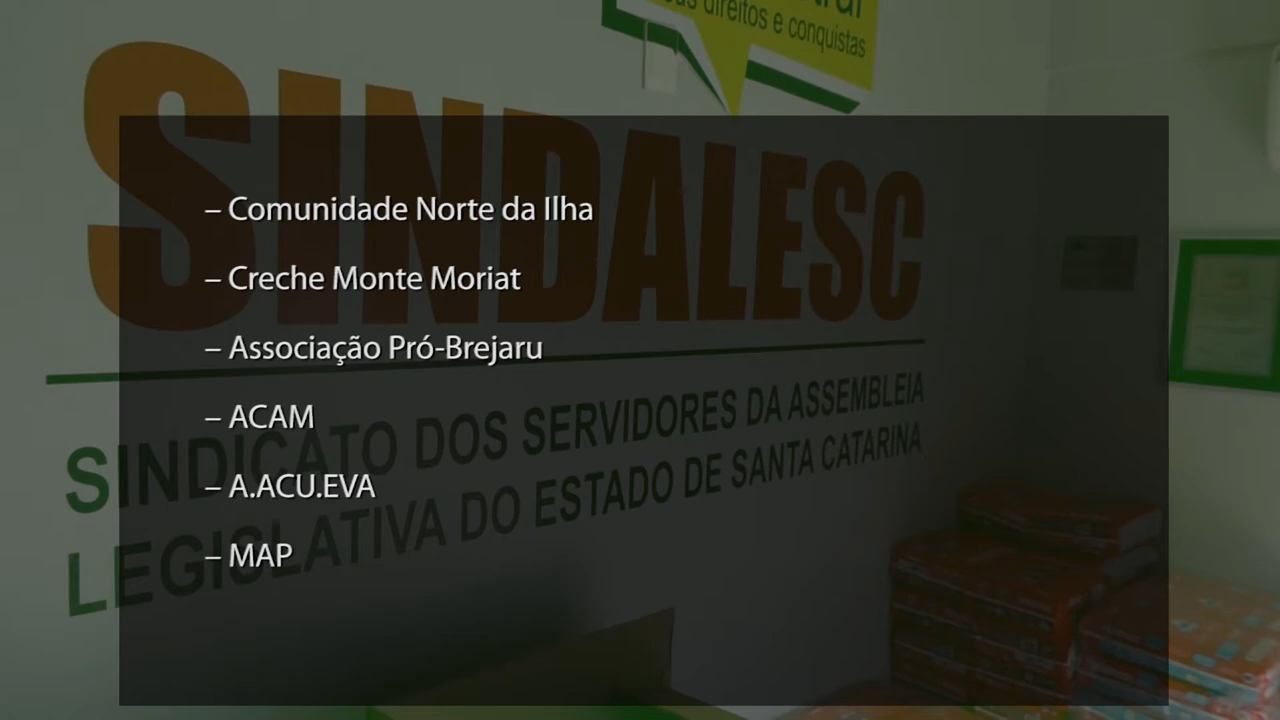 direitos e conquistas
SINDALESC
– Comunidade Norte da Ilha
– Creche Monte Moriat
– Associação Pró-Brejaru
– ACAM
– A.ACU.EVA
– MAP
SINDICATO DOS SERVIDORES DA ASSEMBLEIA
LEGISLATIVA DO ESTADO DE SANTA CATARINA